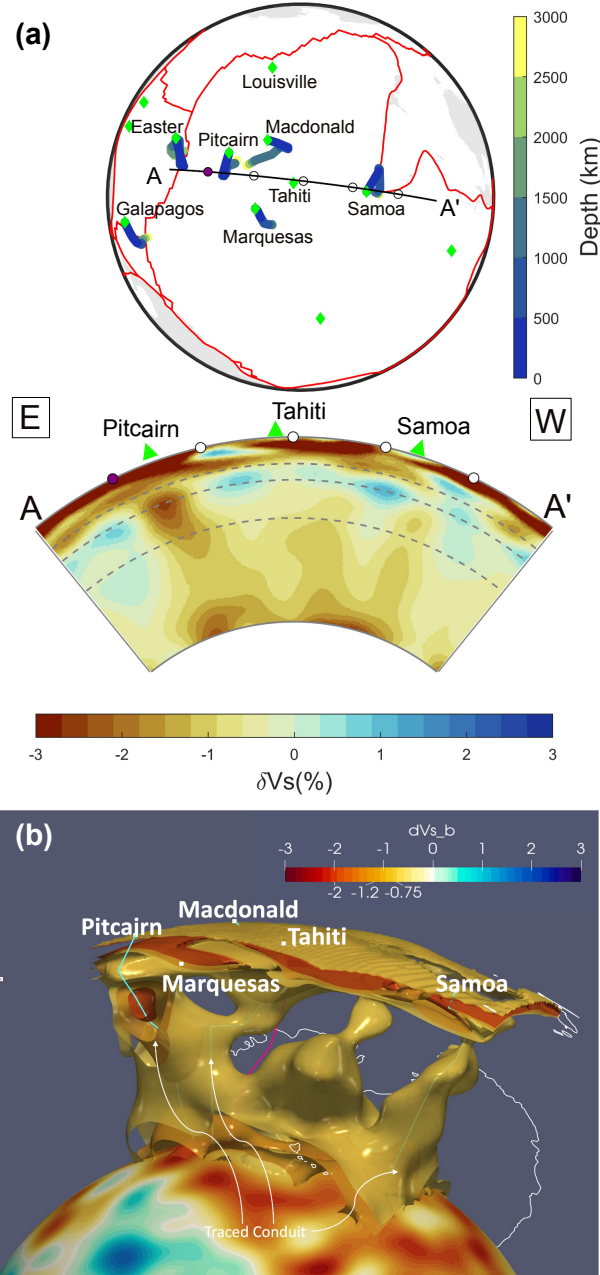 (a)
Louisville
Easter
Pitcairn
Macdonald
A
Tahiti
Samoa
A'
Galapagos
Marquesas
3000
2500
2000
1500
1000
500
0
Depth (km)
E
W
Pitcairn
Tahiti
Samoa
A
A'
-3
-2
-1
0
1
2
3
δVs(%)
(b)
dVs_b
-3 -2 -1 0 1 2 3
-2 -1.2 -0.75
Macdonald
Pitcairn
Tahiti
Marquesas
Samoa
Traced Conduit